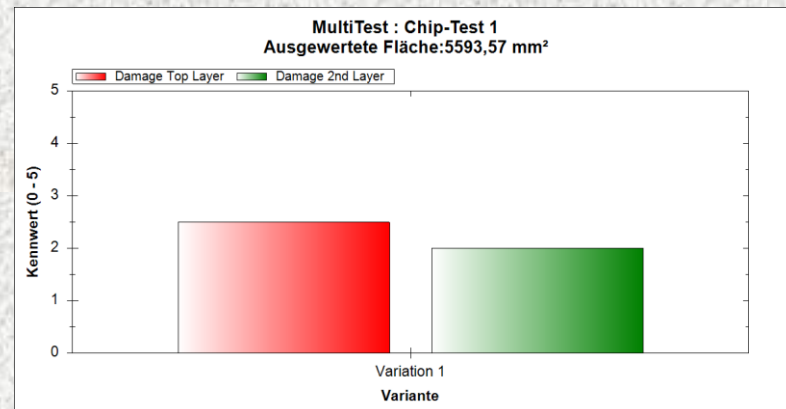 MultiTest : Chip-Test 1
Ausgewertete Fläche:5593,57 mm²
Damage Top Layer Damage 2nd Layer
5
4
3
2
1
0
Kennwert (0 - 5)
Variation 1
Variante